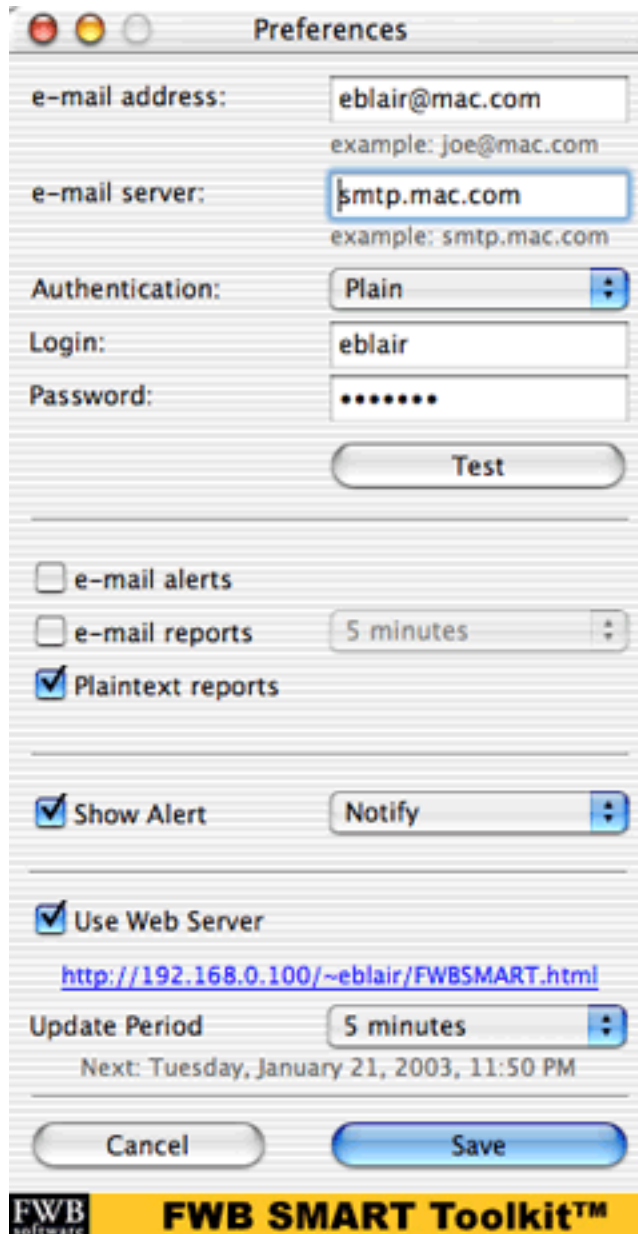 Preferences
e-mail address: eblair@mac.com
example: joe@mac.com
e-mail server: smtp.mac.com
example: smtp.mac.com
Authentication: Plain
Login: eblair
Password: •••••••
Test
e-mail alerts
e-mail reports 5 minutes
Plaintext reports
Show Alert Notify
Use Web Server
http://192.168.0.100/~eblair/FWBSMART.html
Update Period 5 minutes
Next: Tuesday, January 21, 2003, 11:50 PM
Cancel Save
FWB software FWB SMART Toolkit™